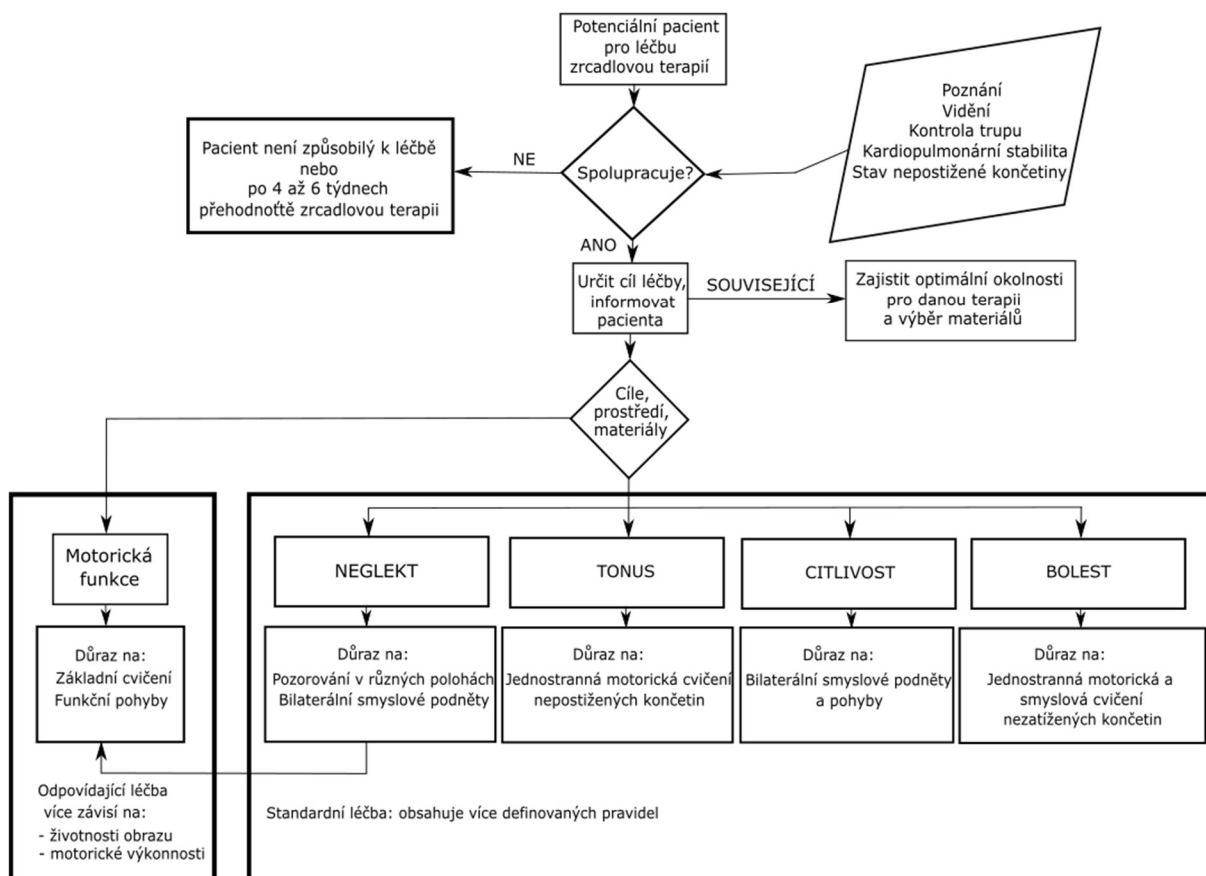 Potenciální pacient
pro léčbu
zrcadlovou terapií
Poznání
Vidění
Kontrola trupu
Kardiopulmonární stabilita
Stav nepostižené končetiny
Spolupracuje?
NE
Pacient není způsobilý k léčbě
nebo
po 4 až 6 týdnech
přehodnoťtě zrcadlovou terapii
ANO
Určit cíl léčby,
informovat
pacienta
SOUVISEJÍCÍ
Zajistit optimální okolnosti
pro danou terapii
a výběr materiálů
Cíle,
prostředí,
materiály
Motorická
funkce
Důraz na:
Základní cvičení
Funkční pohyby
Odpovídající léčba
více závisí na:
- životnosti obrazu
- motorické výkonnosti
NEGLEKT
Důraz na:
Pozorování v různých polohách
Bilaterální smyslové podněty
TONUS
Důraz na:
Jednostranná motorická cvičení
nepostižených končetin
CITLIVOST
Důraz na:
Bilaterální smyslové podněty
a pohyby
BOLEST
Důraz na:
Jednostranná motorická a
smyslová cvičení
nezatížených končetin
Standardní léčba: obsahuje více definovaných pravidel